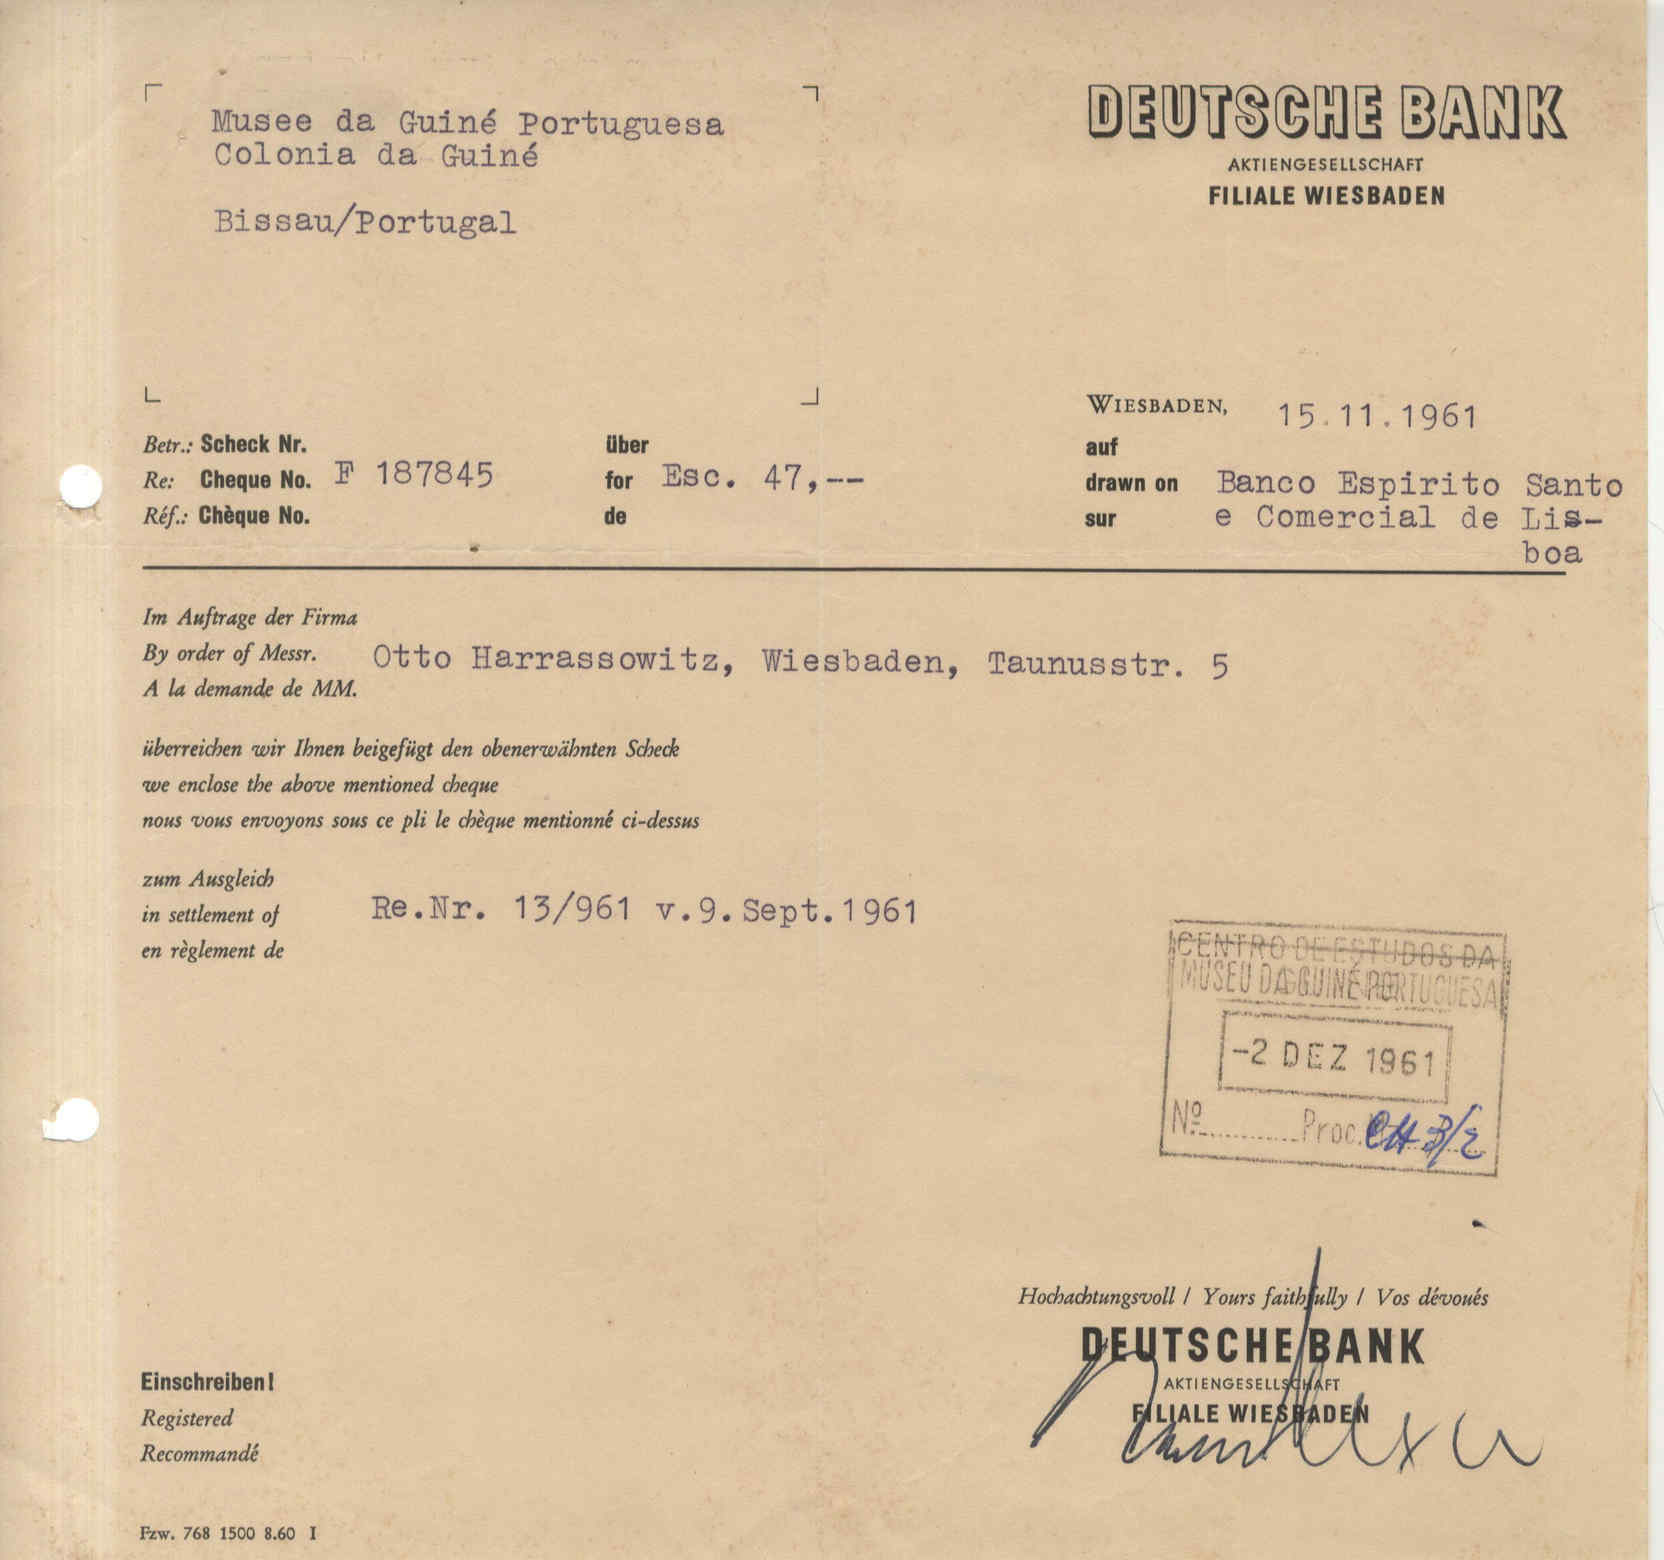 Musee da Guiné Portuguesa
Colonia da Guiné
Bissau/Portugal
DEUTSCHE BANK
AKTIENGESELLSCHAFT
FILIALE WIESBADEN
WIESBADEN, 15.11.1961
Betr.: Scheck Nr. über auf
Re: Cheque No. F 187845 for Esc. 47,-- drawn on Banco Espirito Santo
Réf.: Chèque No. de sur e Comercial de Lis-
boa
Im Auftrage der Firma
By order of Messr. Otto Harrassowitz, Wiesbaden, Taunusstr. 5
A la demande de MM.
überreichen wir Ihnen beigefügt den obenerwähnten Scheck
we enclose the above mentioned cheque
nous vous envoyons sous ce pli le chèque mentionné ci-dessus
zum Ausgleich
in settlement of Re.Nr. 13/961 v.9.Sept.1961
en règlement de
CENTRO DE ESTUDOS DA
MUSEU DA GUINÉ PORTUGUESA
-2 DEZ 1961
Nº Proc.
Hochachtungsvoll / Yours faithfully / Vos dévoués
DEUTSCHE BANK
AKTIENGESELLSCHAFT
FILIALE WIESBADEN
Einschreiben!
Registered
Recommandé
Fzw. 768 1500 8.60 I